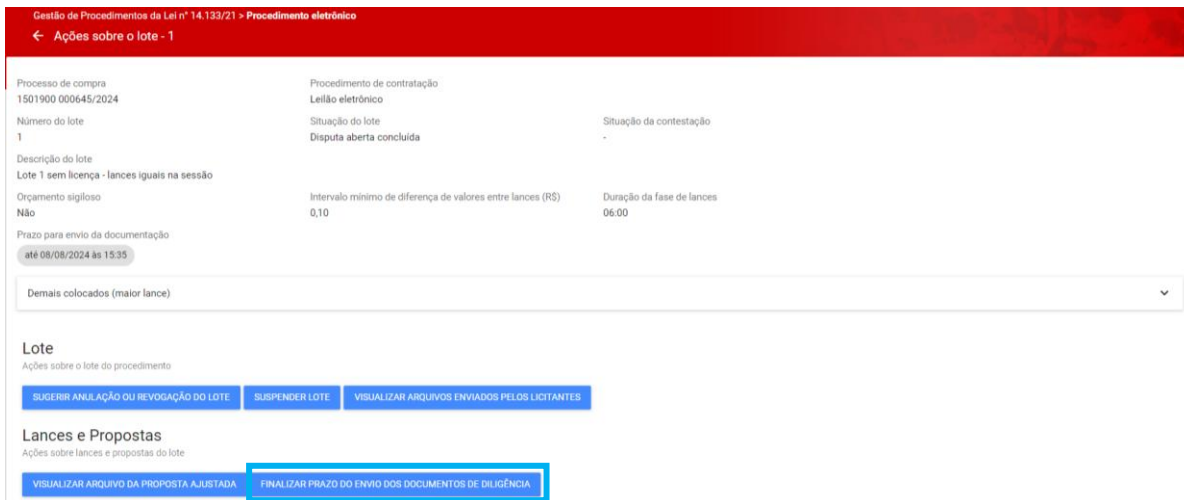 Gestão de Procedimentos da Lei n° 14.133/21 > Procedimento eletrônico
← Ações sobre o lote - 1
Processo de compra
1501900 000645/2024
Procedimento de contratação
Leilão eletrônico
Número do lote
1
Situação do lote
Disputa aberta concluída
Situação da contestação
-
Descrição do lote
Lote 1 sem licença - lances iguais na sessão
Orçamento sigiloso
Não
Intervalo mínimo de diferença de valores entre lances (R$)
0,10
Duração da fase de lances
06:00
Prazo para envio da documentação
até 08/08/2024 às 15:35
Demais colocados (maior lance)
Lote
Ações sobre o lote do procedimento
SUGERIR ANULAÇÃO OU REVOGAÇÃO DO LOTE
SUSPENDER LOTE
VISUALIZAR ARQUIVOS ENVIADOS PELOS LICITANTES
Lances e Propostas
Ações sobre lances e propostas do lote
VISUALIZAR ARQUIVO DA PROPOSTA AJUSTADA
FINALIZAR PRAZO DO ENVIO DOS DOCUMENTOS DE DILIGÊNCIA